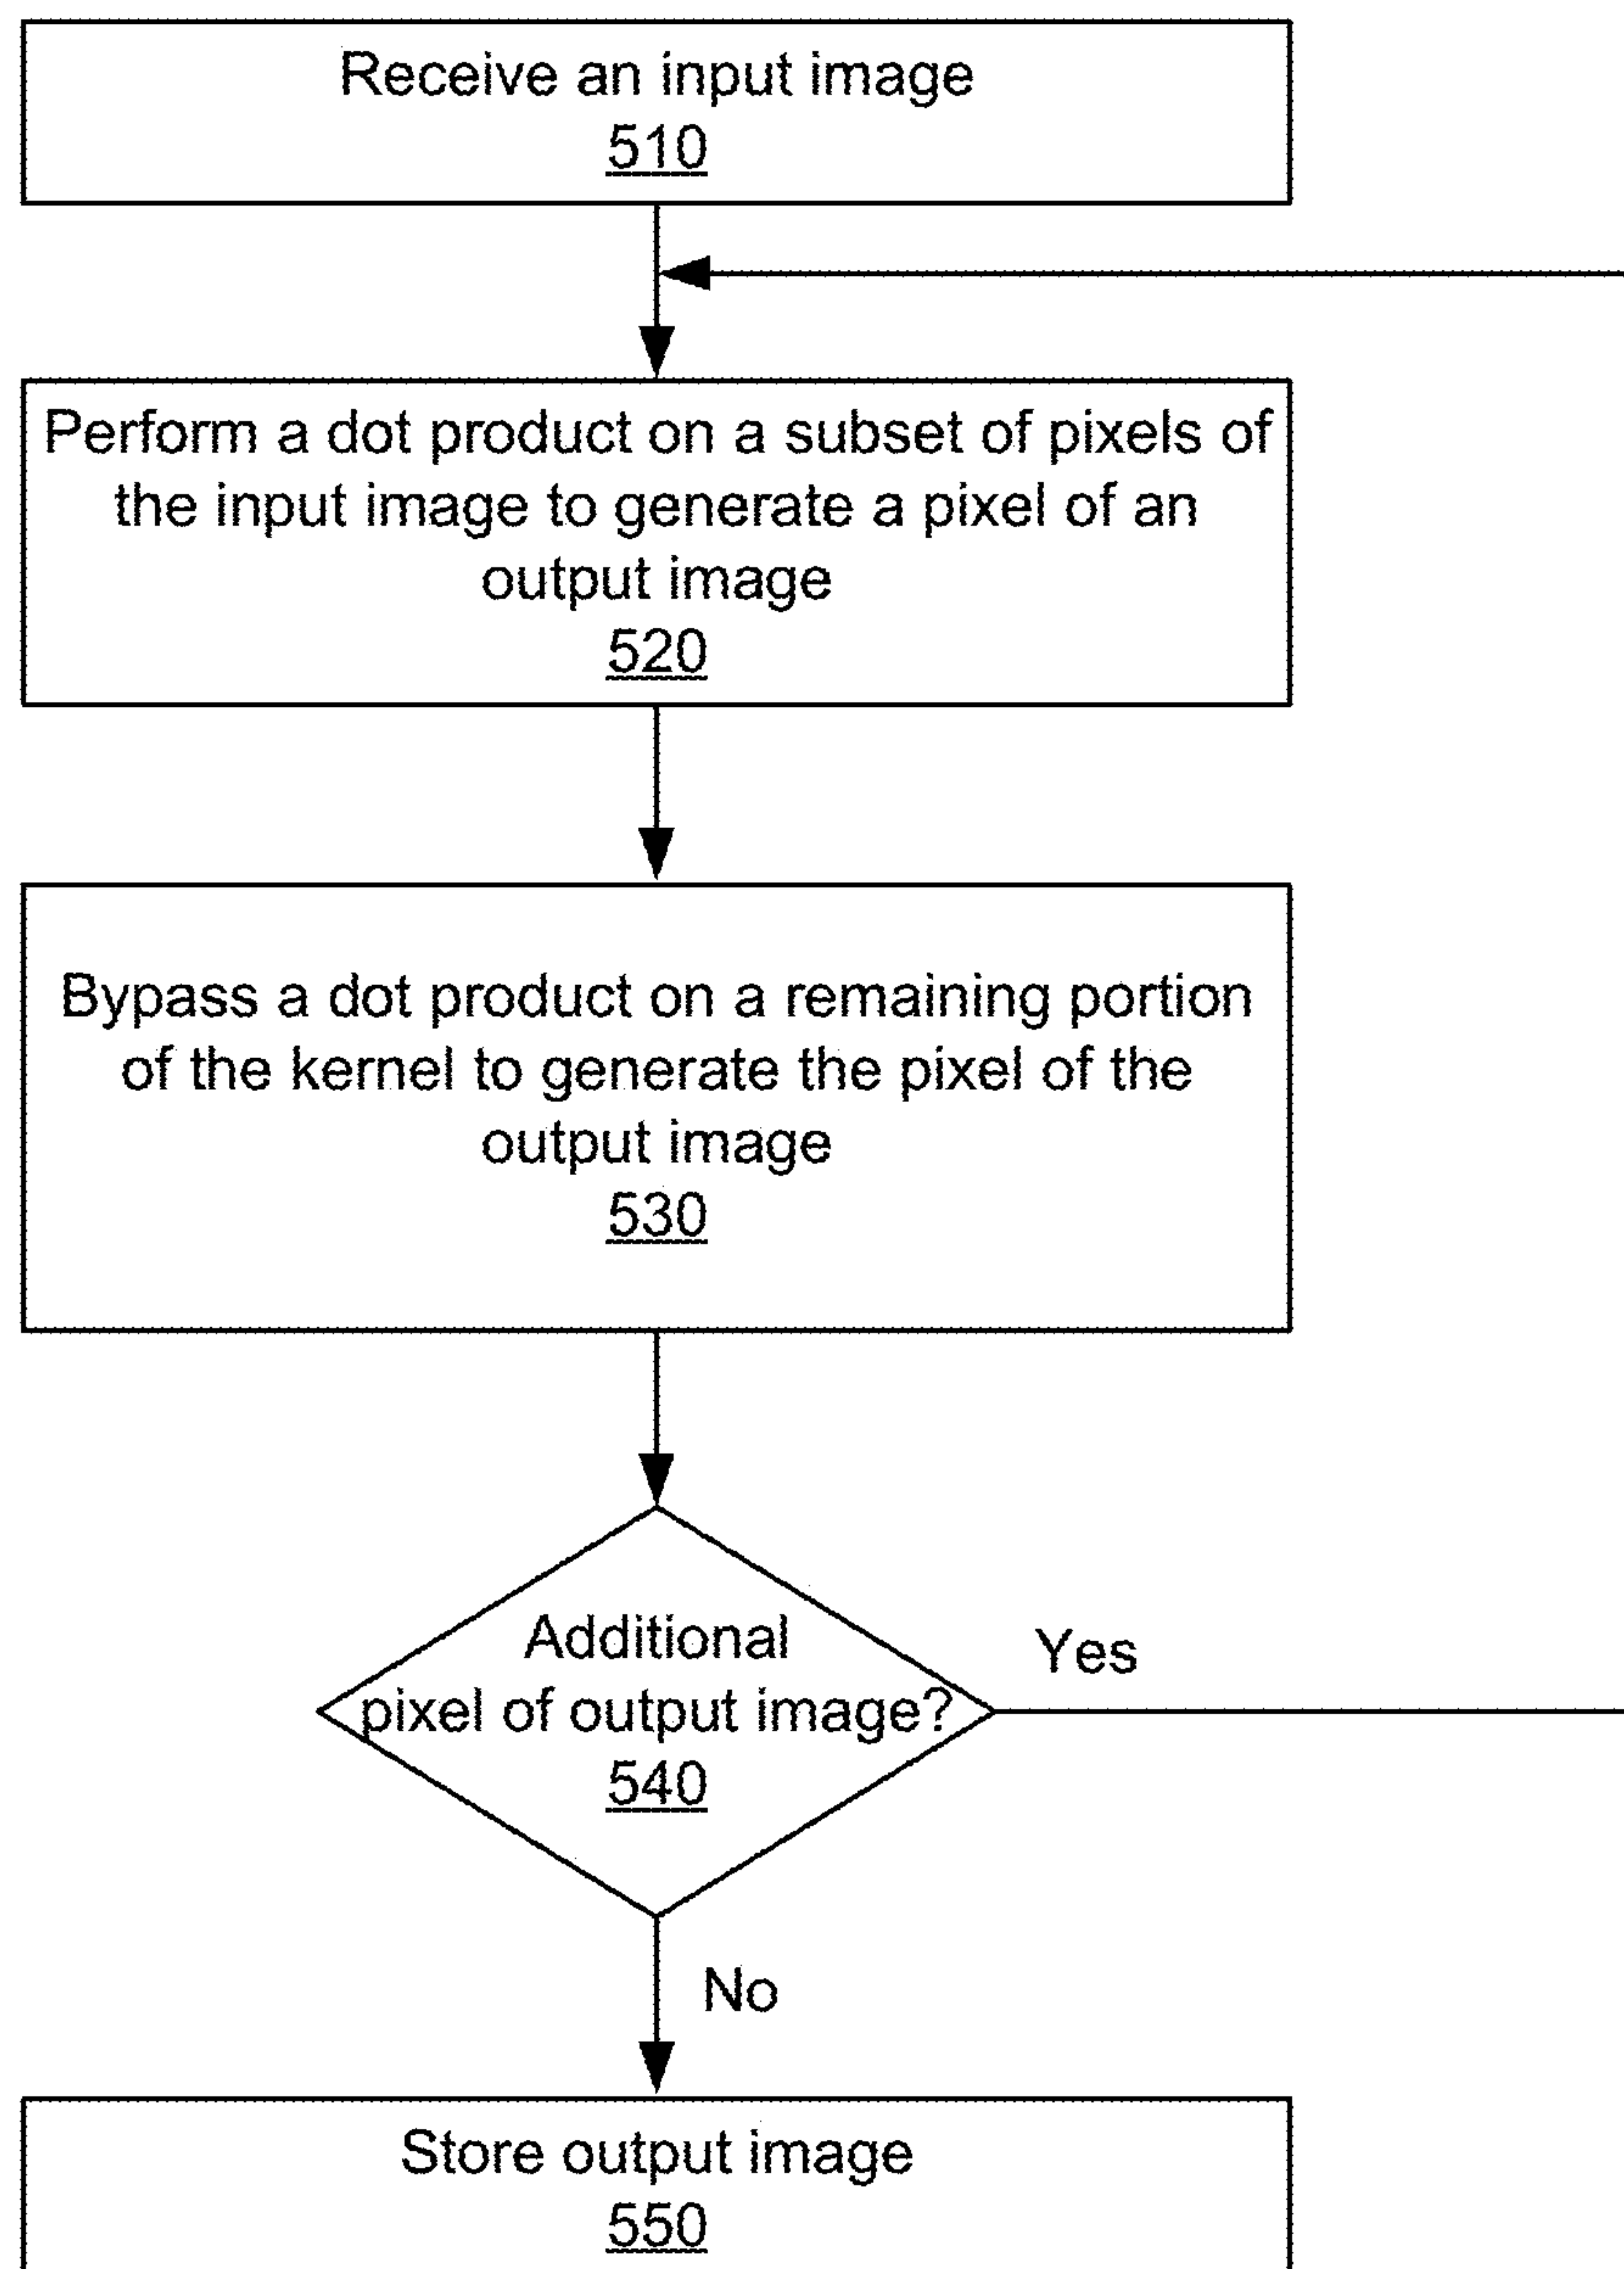 Receive an input image
510
Perform a dot product on a subset of pixels of
the input image to generate a pixel of an
output image
520
Bypass a dot product on a remaining portion
of the kernel to generate the pixel of the
output image
530
Additional
pixel of output image?
540
Yes
No
Store output image
550